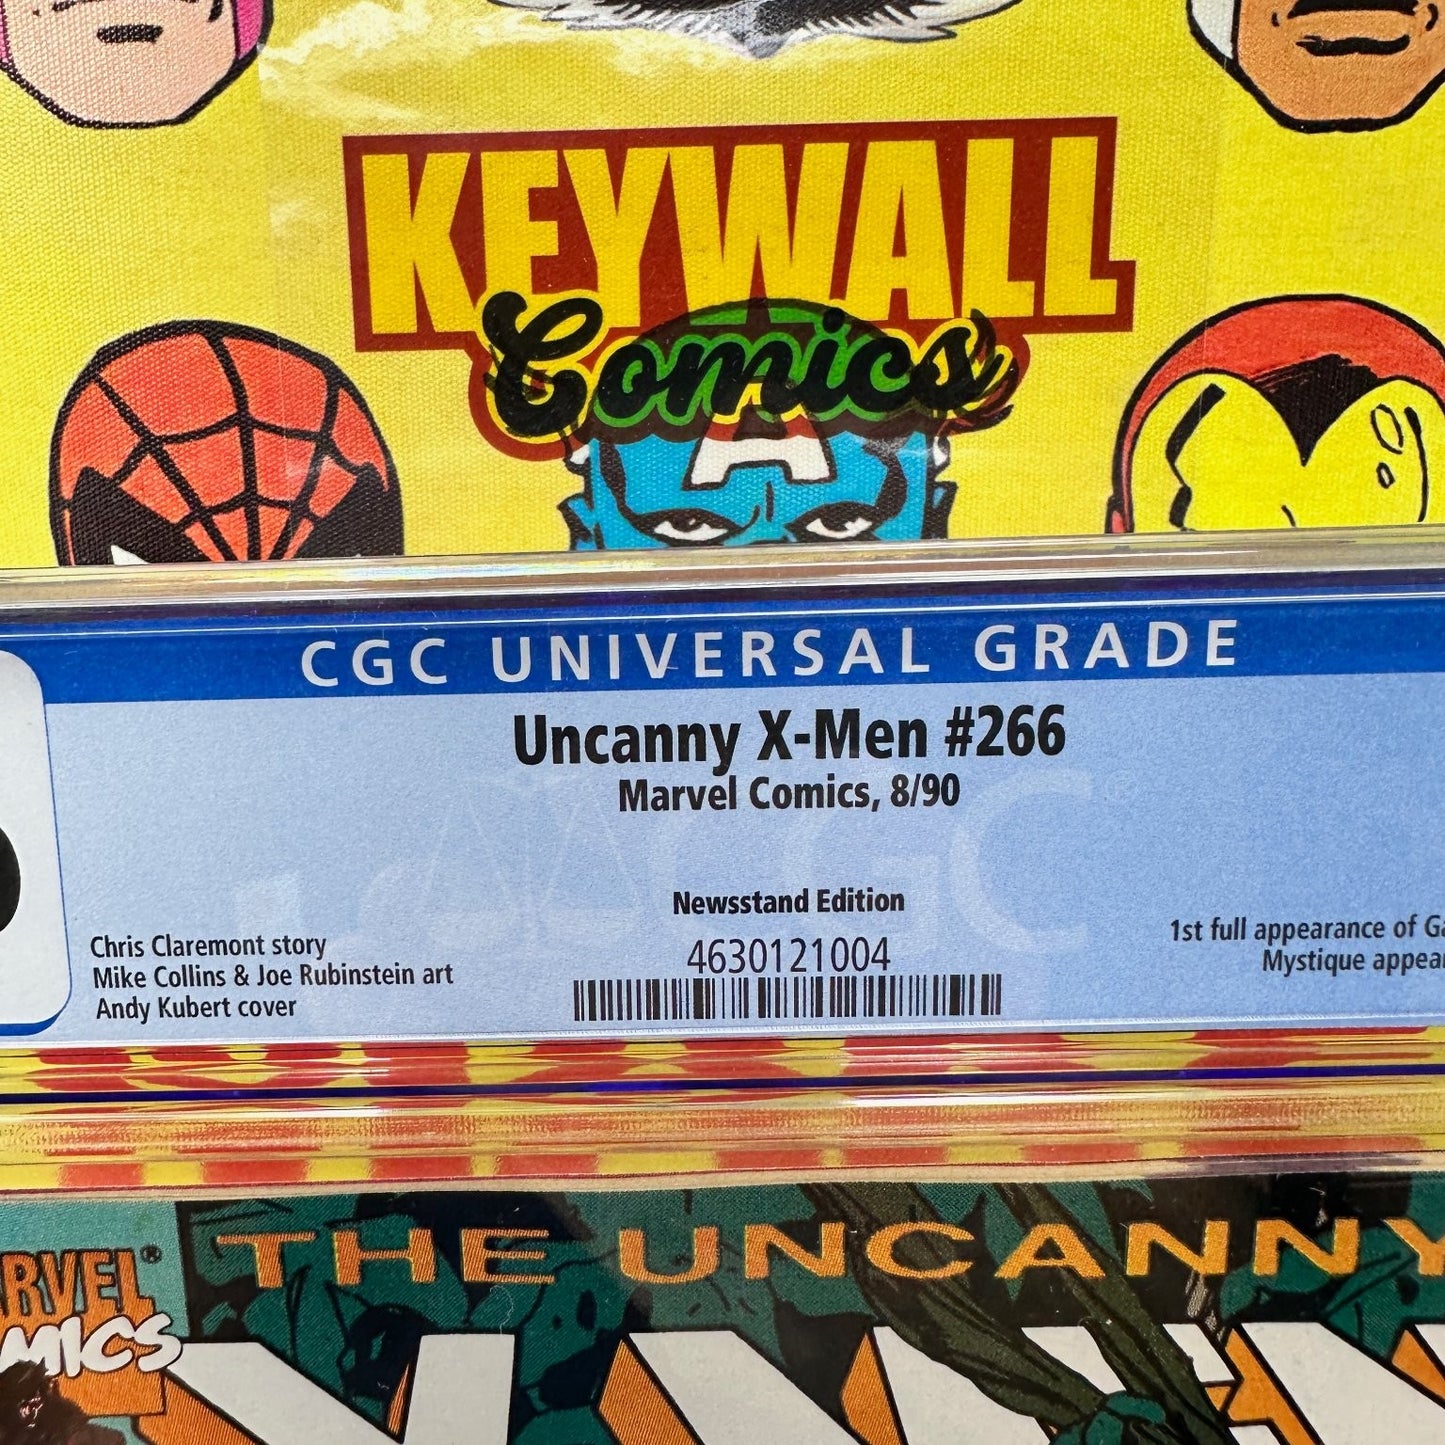 KEYWALL
Comics
A
CGC UNIVERSAL GRADE
Uncanny X-Men #266
Marvel Comics, 8/90
Newsstand Edition
4630121004
Chris Claremont story
Mike Collins & Joe Rubinstein art
Andy Kubert cover
1st full appearance of
Mystique
THE UNCANNY